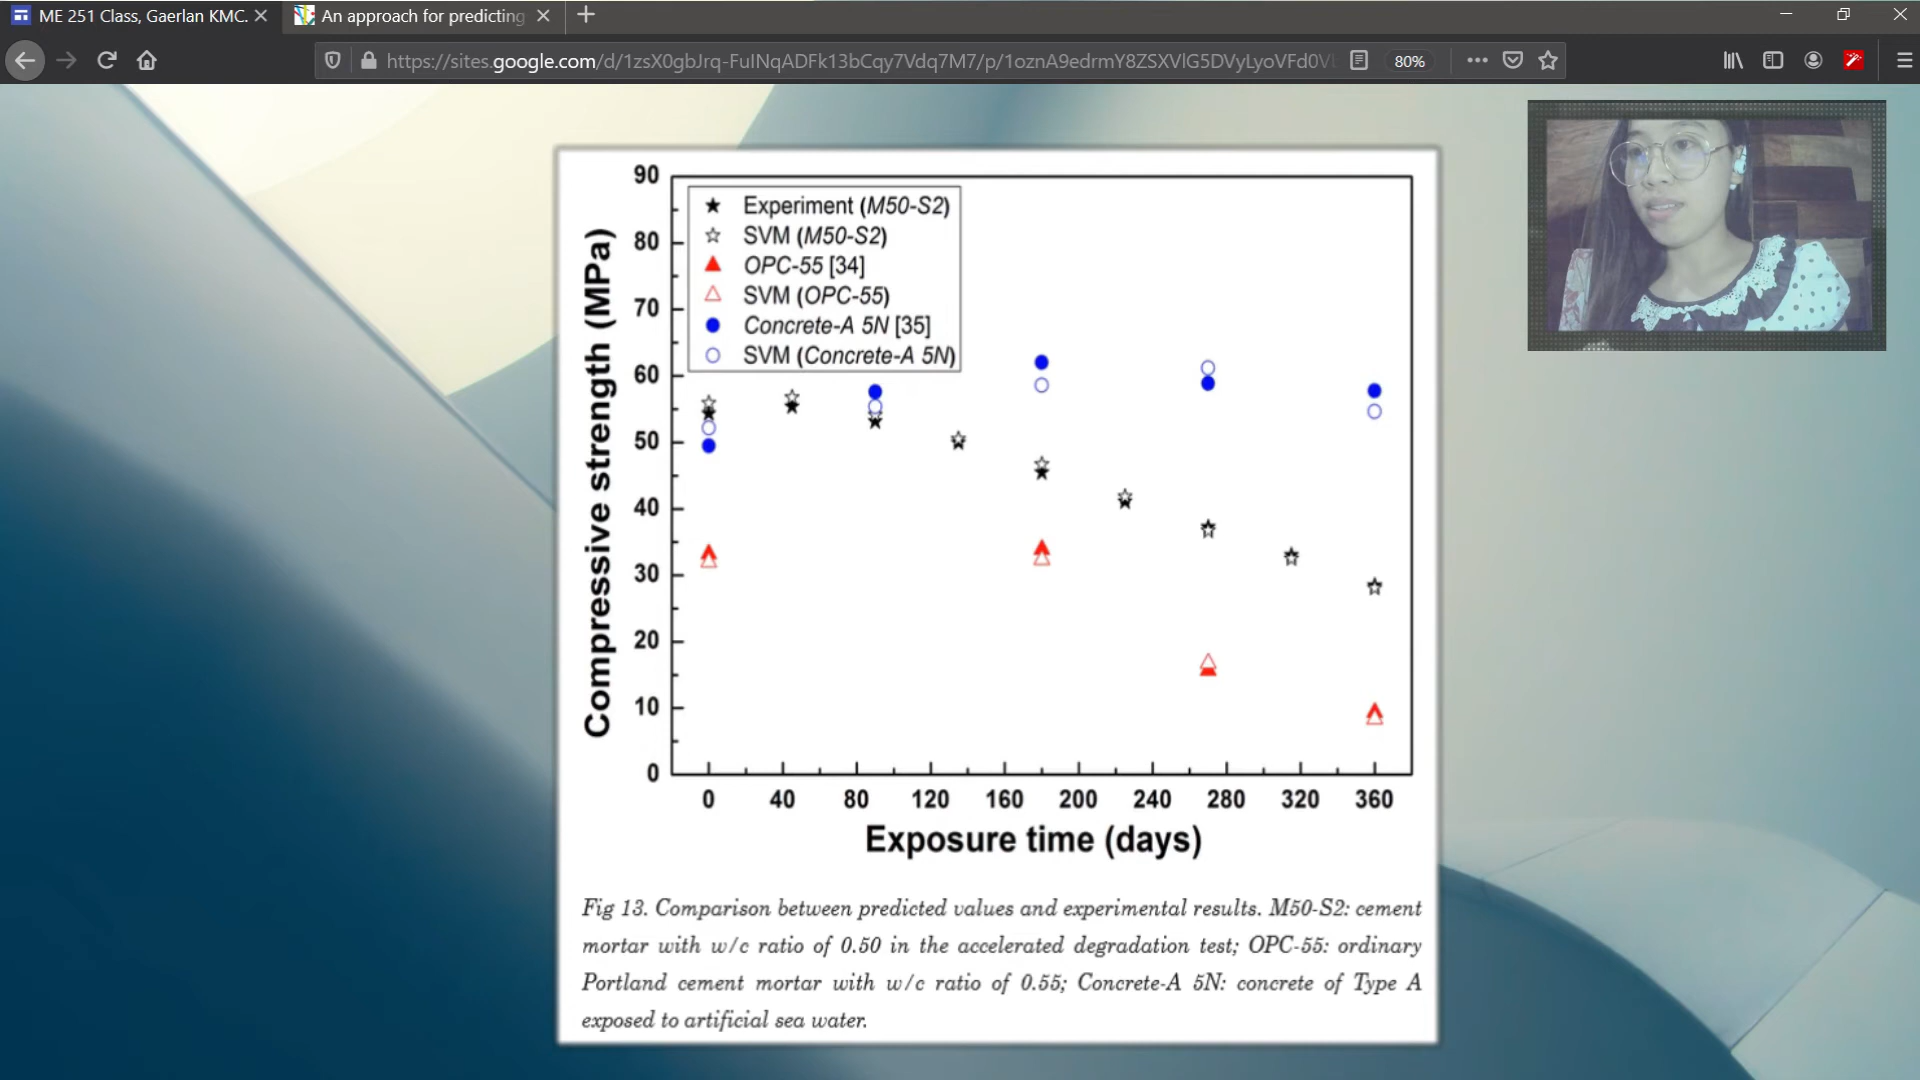 ME 251 Class, Gaerlan KMC.
An approach for predicting
https://sites.google.com/d/1zsX0gbJrq-FuINqADFk13bCqy7Vdq7M7/p/1oznA9edrmY8ZSXVlG5DVyLyoVFd0V
80%
90
80
70
60
50
40
30
20
10
0
Compressive strength (MPa)
Experiment (M50-S2)
SVM (M50-S2)
OPC-55 [34]
SVM (OPC-55)
Concrete-A 5N [35]
SVM (Concrete-A 5N)
0 40 80 120 160 200 240 280 320 360
Exposure time (days)
Fig 13. Comparison between predicted values and experimental results. M50-S2: cement
mortar with w/c ratio of 0.50 in the accelerated degradation test; OPC-55: ordinary
Portland cement mortar with w/c ratio of 0.55; Concrete-A 5N: concrete of Type A
exposed to artificial sea water.